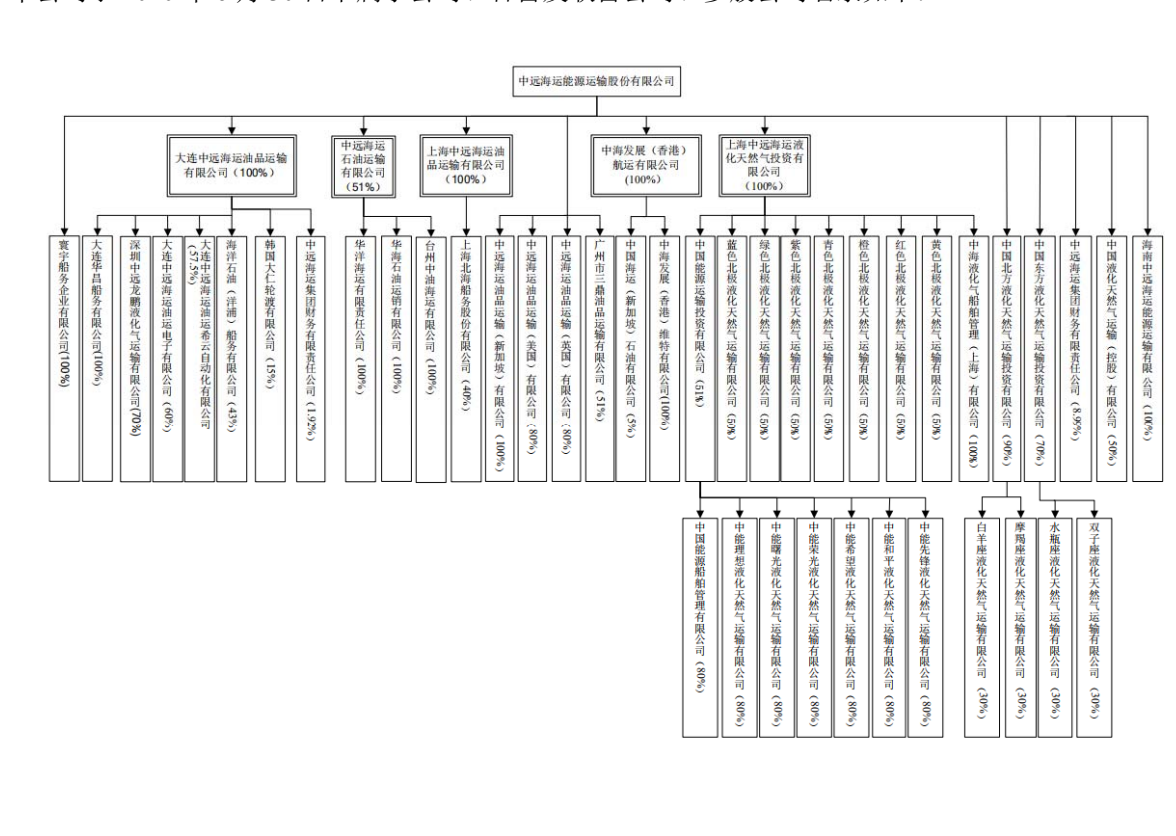 中远海运能源运输股份有限公司
大连中远海运油品运输
有限公司（100%）
中远海运
石油运输
有限公司
（51%）
上海中远海运油
品运输有限公司
（100%）
中海发展（香港）
航运有限公司
(100%)
上海中远海运液
化天然气投资有
限公司
（100%）
寰宇船务企业有限公司(100%)
大连华昌船务有限公司(100%)
深圳中远龙鹏液化气运输有限公司(70%)
大连中远海运油运电子有限公司（60%）
大连中远海运油运希云自动化有限公司
(57.5%)
海洋石油（洋浦）船务有限公司（43%）
韩国大仁轮渡有限公司（15%）
中远海运集团财务有限责任公司（1.92%）
华洋海运有限责任公司（100%）
华海石油运销有限公司（100%）
台州中油海运有限公司（100%）
上海北海船务股份有限公司（40%）
中远海运油品运输（新加坡）有限公司（100%）
中远海运油品运输（美国）有限公司（80%）
中远海运油品运输（英国）有限公司（80%）
广州市三鼎油品运输有限公司（51%）
中国海运（新加坡）石油有限公司（5%）
中海发展（香港）维特有限公司(100%)
中国能源运输投资有限公司（51%）
蓝色北极液化天然气运输有限公司（50%）
绿色北极液化天然气运输有限公司（50%）
紫色北极液化天然气运输有限公司（50%）
青色北极液化天然气运输有限公司（50%）
橙色北极液化天然气运输有限公司（50%）
红色北极液化天然气运输有限公司（50%）
黄色北极液化天然气运输有限公司（50%）
中海液化气船舶管理（上海）有限公司（100%）
中国北方液化天然气运输投资有限公司（90%）
中国东方液化天然气运输投资有限公司（70%）
中远海运集团财务有限责任公司（8.95%）
中国液化天然气运输（控股）有限公司（50%）
海南中远海运能源运输有限公司（100%）
中国能源船舶管理有限公司（80%）
中能理想液化天然气运输有限公司（80%）
中能曙光液化天然气运输有限公司（80%）
中能荣光液化天然气运输有限公司（80%）
中能希望液化天然气运输有限公司（80%）
中能和平液化天然气运输有限公司（80%）
中能先锋液化天然气运输有限公司（80%）
白羊座液化天然气运输有限公司（30%）
摩羯座液化天然气运输有限公司（30%）
水瓶座液化天然气运输有限公司（30%）
双子座液化天然气运输有限公司（30%）